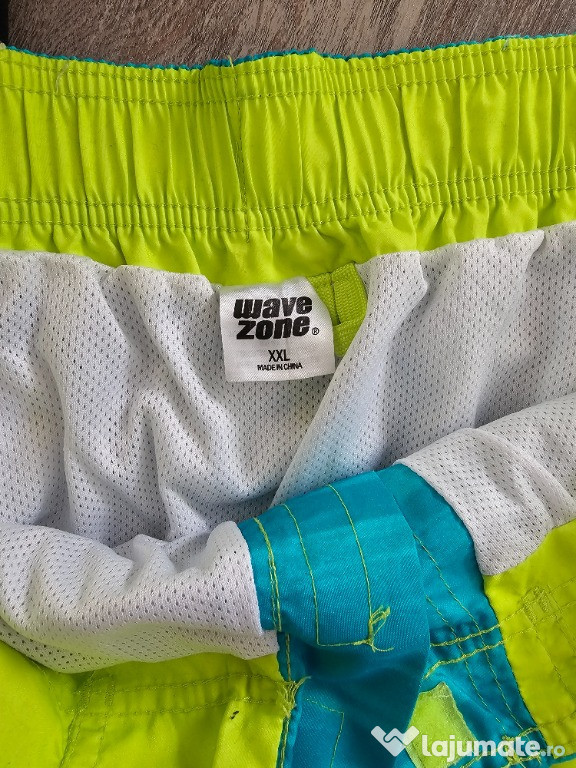 wave
zone®
XXL
MADE IN CHINA
lajumate.ro